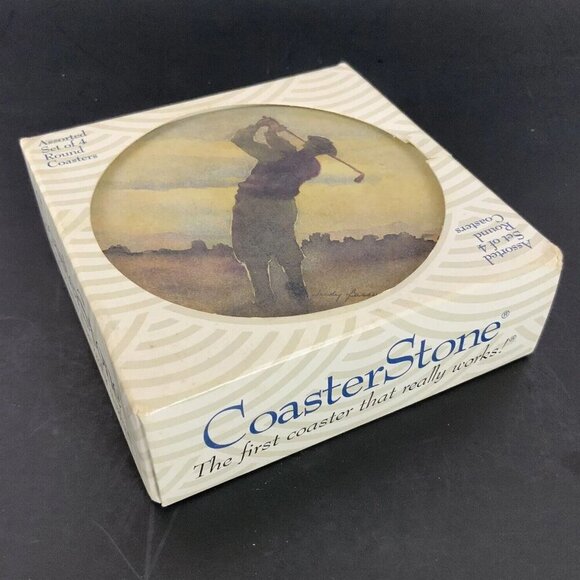 Assorted
Set of 4
Round
Coasters
Assorted
Set of 4
Round
Coasters
CoasterStone®
The first coaster that really works!®